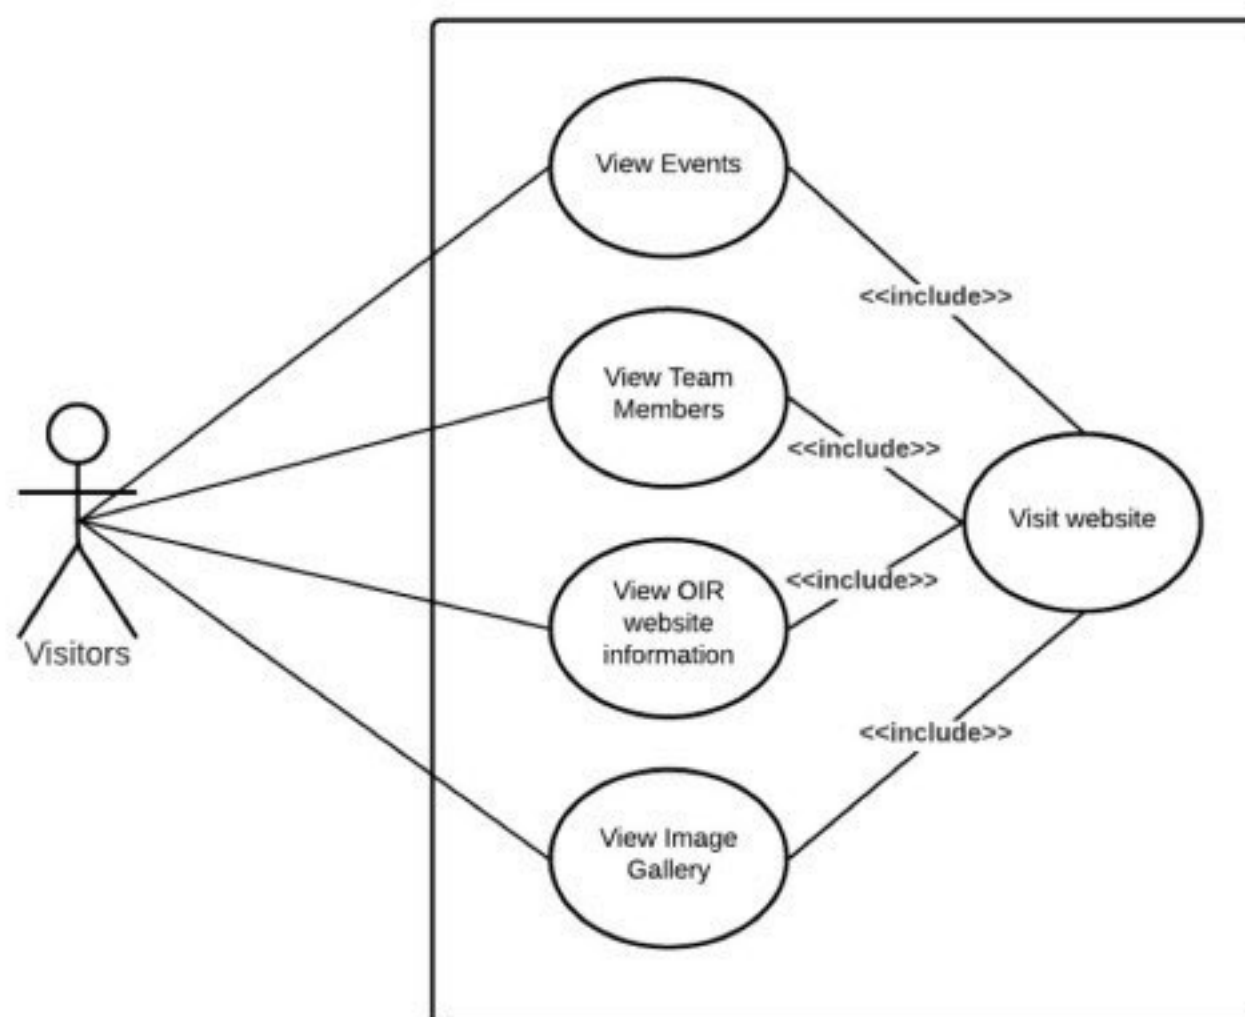 View Events
<<include>>
View Team
Members
<<include>>
Visit website
<<include>>
View OIR
website
information
Visitors
<<include>>
View Image
Gallery